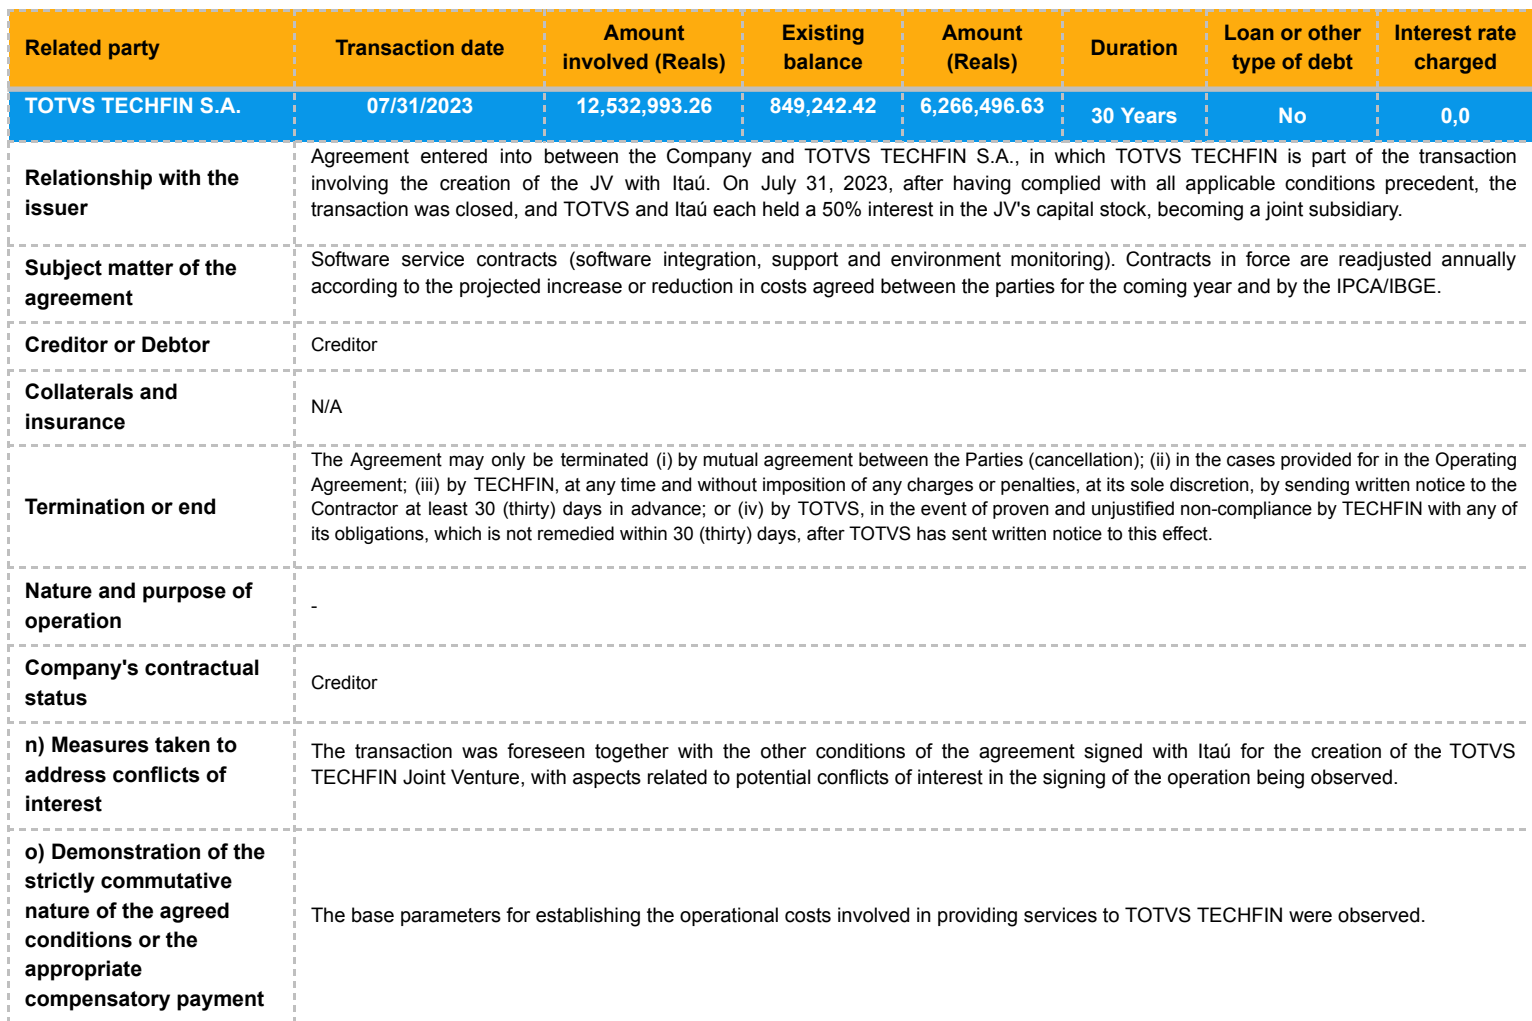 Related party
Transaction date
Amount
involved (Reals)
Existing
balance
Amount
(Reals)
Duration
Loan or other
type of debt
Interest rate
charged
TOTVS TECHFIN S.A.
07/31/2023
12,532,993.26
849,242.42
6,266,496.63
30 Years
No
0,0
Relationship with the
issuer
Agreement entered into between the Company and TOTVS TECHFIN S.A., in which TOTVS TECHFIN is part of the transaction
involving the creation of the JV with Itaú. On July 31, 2023, after having complied with all applicable conditions precedent, the
transaction was closed, and TOTVS and Itaú each held a 50% interest in the JV's capital stock, becoming a joint subsidiary.
Subject matter of the
agreement
Software service contracts (software integration, support and environment monitoring). Contracts in force are readjusted annually
according to the projected increase or reduction in costs agreed between the parties for the coming year and by the IPCA/IBGE.
Creditor or Debtor
Creditor
Collaterals and
insurance
N/A
Termination or end
The Agreement may only be terminated (i) by mutual agreement between the Parties (cancellation); (ii) in the cases provided for in the Operating
Agreement; (iii) by TECHFIN, at any time and without imposition of any charges or penalties, at its sole discretion, by sending written notice to the
Contractor at least 30 (thirty) days in advance; or (iv) by TOTVS, in the event of proven and unjustified non-compliance by TECHFIN with any of
its obligations, which is not remedied within 30 (thirty) days, after TOTVS has sent written notice to this effect.
Nature and purpose of
operation
-
Company's contractual
status
Creditor
n) Measures taken to
address conflicts of
interest
The transaction was foreseen together with the other conditions of the agreement signed with Itaú for the creation of the TOTVS
TECHFIN Joint Venture, with aspects related to potential conflicts of interest in the signing of the operation being observed.
o) Demonstration of the
strictly commutative
nature of the agreed
conditions or the
appropriate
compensatory payment
The base parameters for establishing the operational costs involved in providing services to TOTVS TECHFIN were observed.